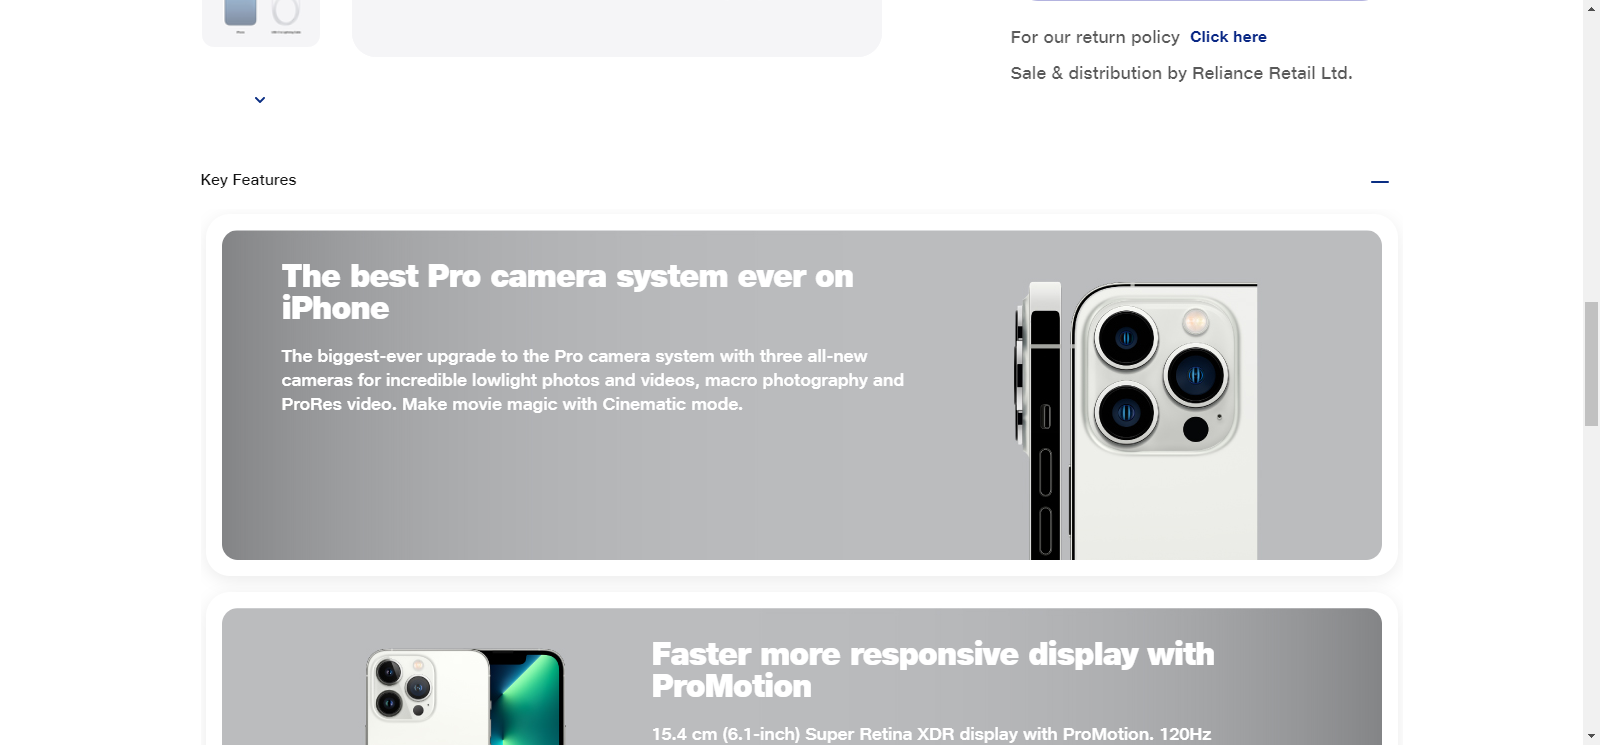 For our return policy Click here
Sale & distribution by Reliance Retail Ltd.
Key Features
The best Pro camera system ever on
iPhone
The biggest-ever upgrade to the Pro camera system with three all-new
cameras for incredible lowlight photos and videos, macro photography and
ProRes video. Make movie magic with Cinematic mode.
Faster more responsive display with
ProMotion
15.4 cm (6.1-inch) Super Retina XDR display with ProMotion. 120Hz